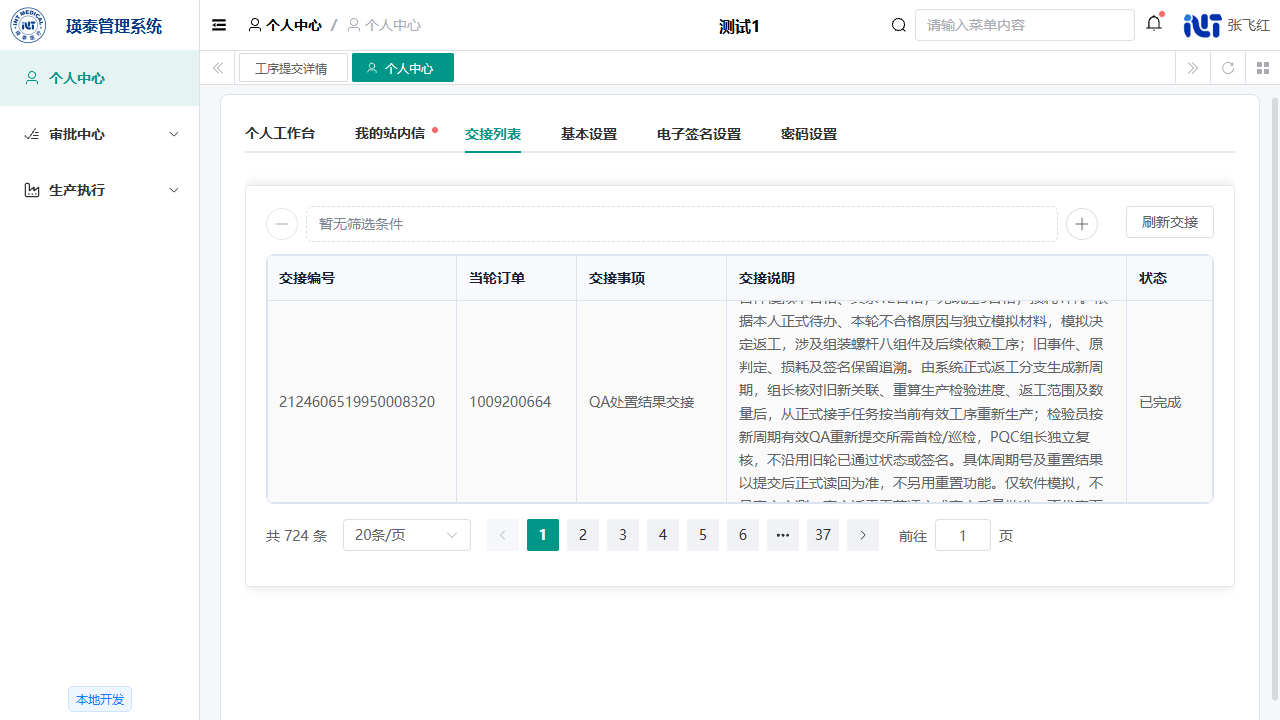 瑛泰管理系统
个人中心 / 个人中心
测试1
请输入菜单内容
张飞红
个人中心
审批中心
生产执行
本地开发
工序提交详情
个人中心
个人工作台
我的站内信
交接列表
基本设置
电子签名设置
密码设置
暂无筛选条件
刷新交接
交接编号 当轮订单 交接事项 交接说明 状态
2124606519950008320
1009200664
QA处置结果交接
据本人正式待办、本轮不合格原因与独立模拟材料，模拟决
定返工，涉及组装螺杆八组件及后续依赖工序；旧事件、原
判定、损耗及签名保留追溯。由系统正式返工分支生成新周
期，组长核对旧新关联、重算生产检验进度、返工范围及数
量后，从正式接手任务按当前有效工序重新生产；检验员按
新周期有效QA重新提交所需首检/巡检，PQC组长独立复
核，不沿用旧轮已通过状态或签名。具体周期号及重置结果
以提交后正式读回为准，不另用重置功能。仅软件模拟，不
已完成
共 724 条
20条/页
1 2 3 4 5 6 ••• 37
前往 1 页